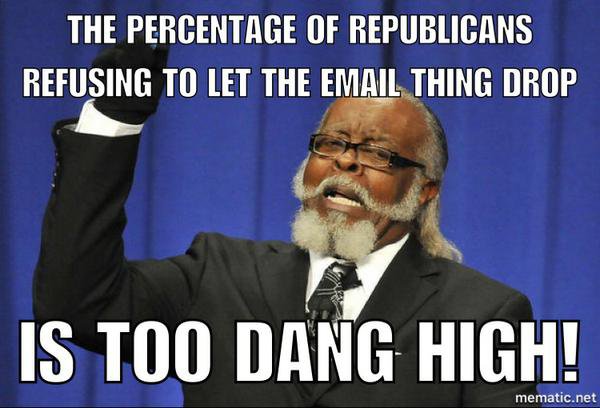 THE PERCENTAGE OF REPUBLICANS
REFUSING TO LET THE EMAIL THING DROP
IS TOO DANG HIGH!
mematic.net